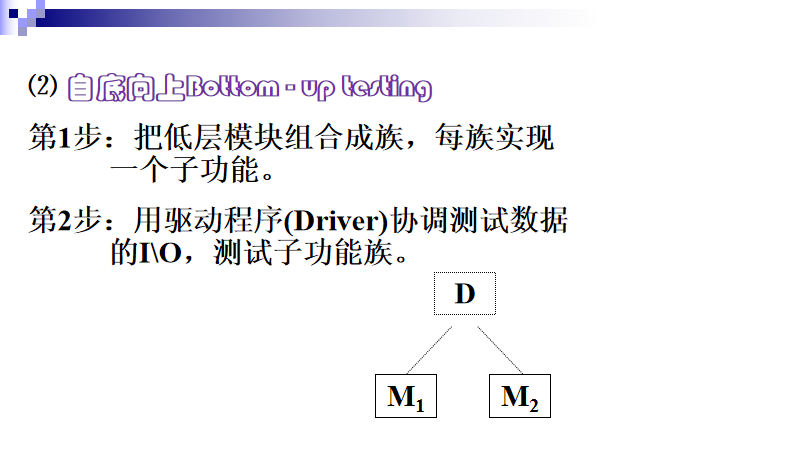 (2) 自底向上Bottom - up testing
第1步：把低层模块组合成族，每族实现
一个子功能。
第2步：用驱动程序(Driver)协调测试数据
的I\O，测试子功能族。
D
M₁ M₂